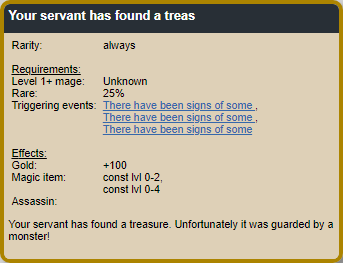 Your servant has found a treas
Rarity: always
Requirements:
Level 1+ mage: Unknown
Rare: 25%
Triggering events: There have been signs of some ,
There have been signs of some ,
There have been signs of some
Effects:
Gold: +100
Magic item: const lvl 0-2,
const lvl 0-4
Assassin:
Your servant has found a treasure. Unfortunately it was guarded by a
monster!